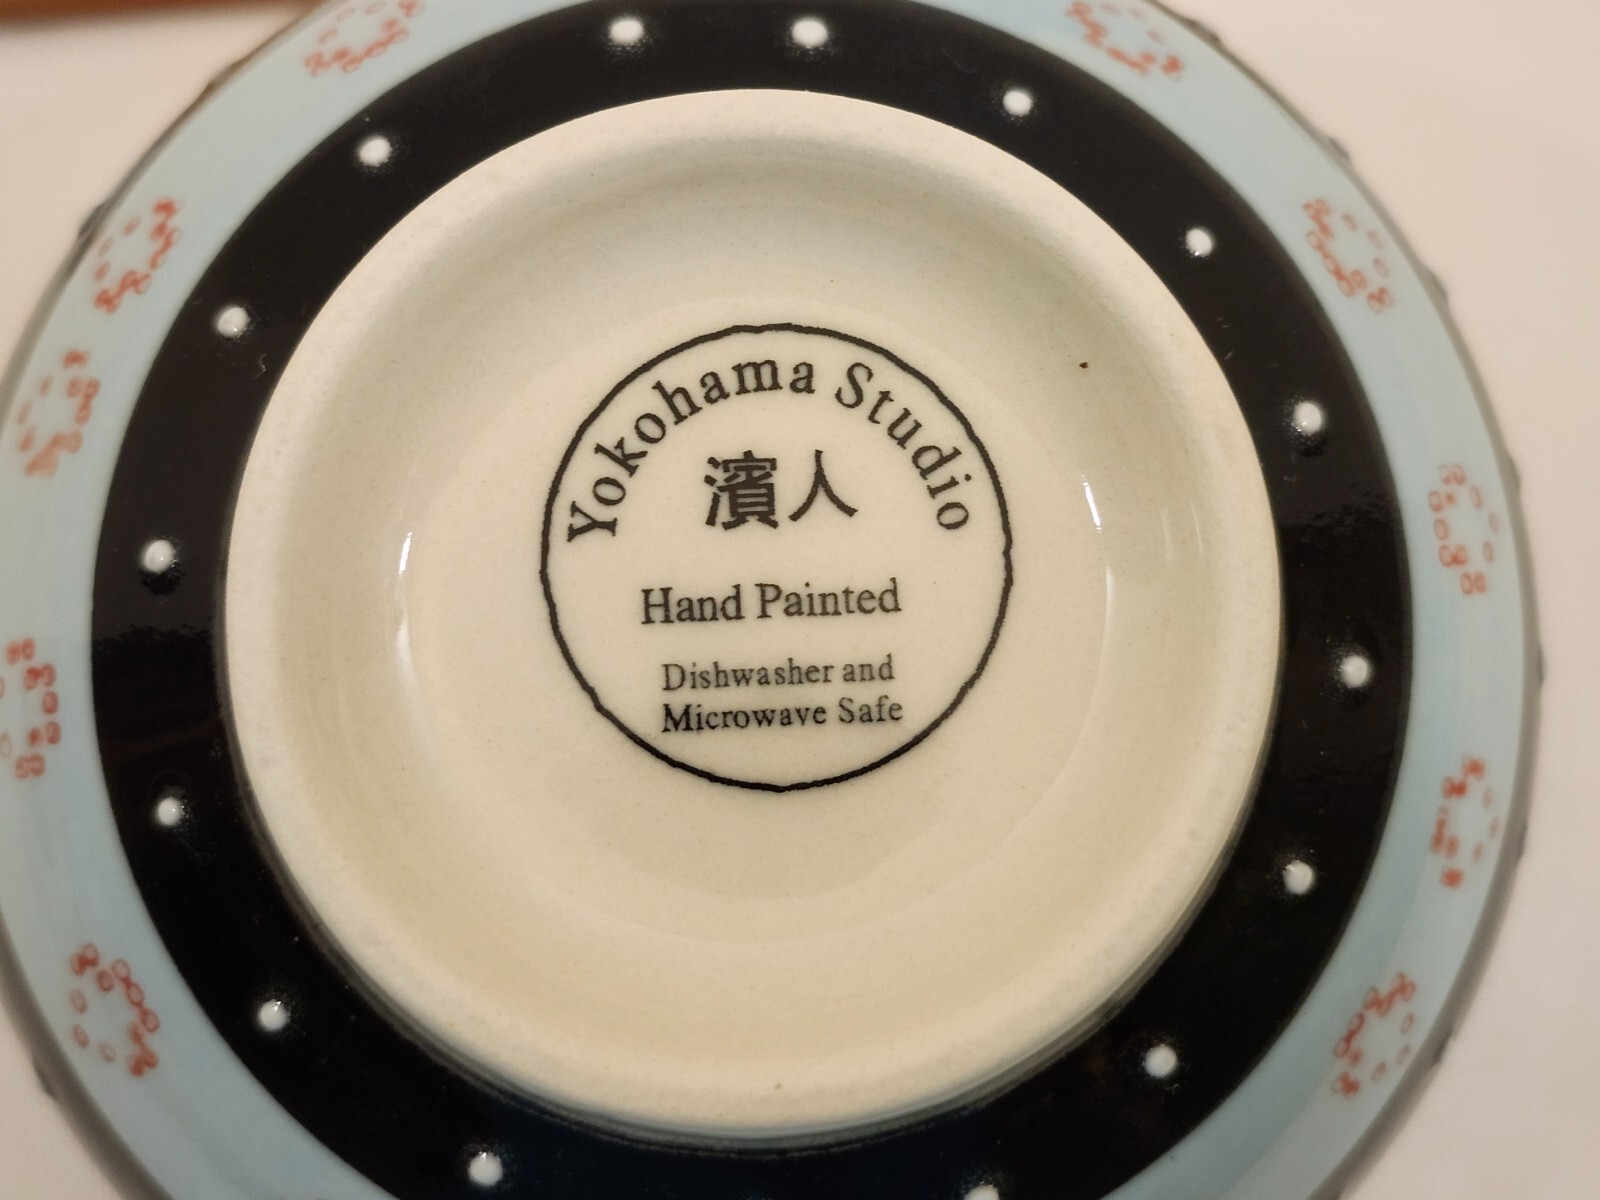 Yokohama Studio
濱人
Hand Painted
Dishwasher and
Microwave Safe